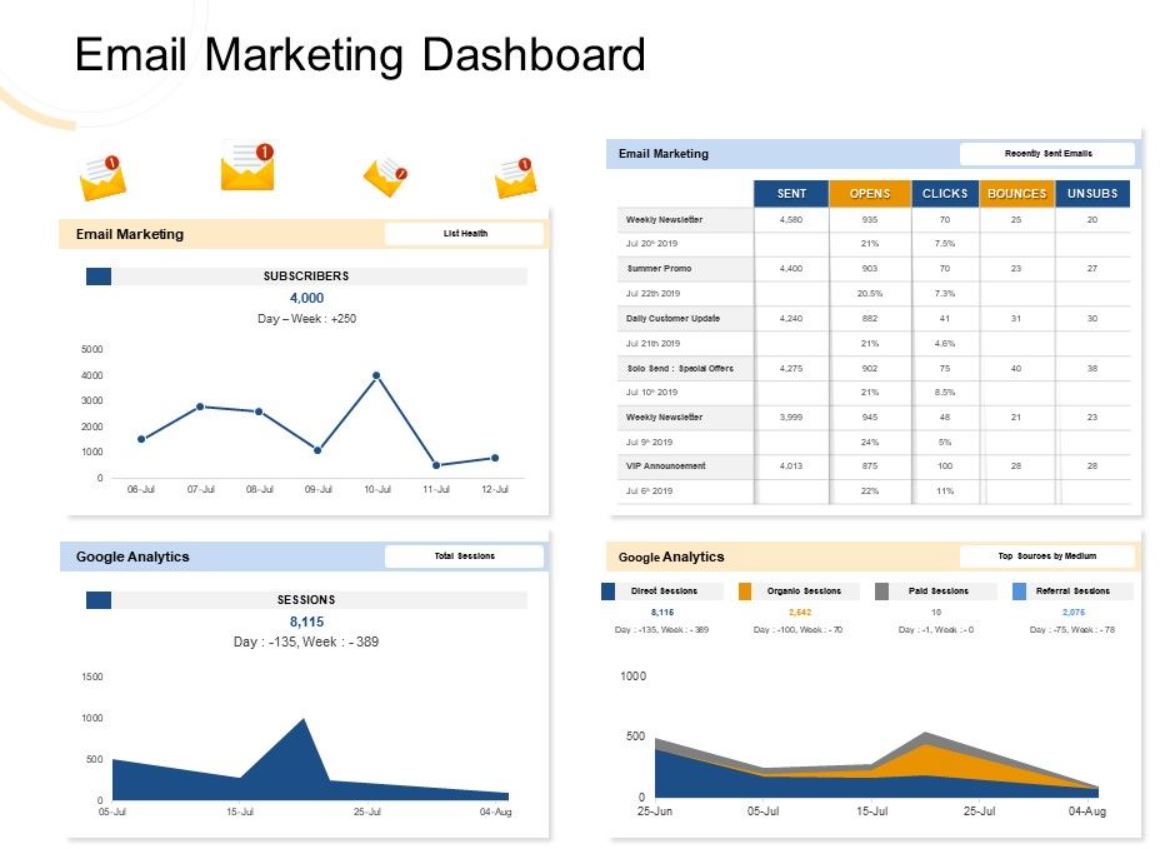 Email Marketing Dashboard
Email Marketing
List Health
SUBSCRIBERS
4,000
Day – Week : +250
5000
4000
3000
2000
1000
0
06-Jul 07-Jul 08-Jul 09-Jul 10-Jul 11-Jul 12-Jul
Email Marketing
Recently Sent Emails
SENT OPENS CLICKS BOUNCES UNSUBS
Weekly Newsletter 4,580 935 70 25 20
Jul 20th 2019 21% 7.5%
Summer Promo 4,400 903 70 23 27
Jul 22th 2019 20.5% 7.3%
Daily Customer Update 4,240 882 41 31 30
Jul 21th 2019 21% 4.6%
Solo Send : Special Offers 4,275 902 75 40 38
Jul 10th 2019 21% 8.5%
Weekly Newsletter 3,999 945 48 21 23
Jul 9th 2019 24% 5%
VIP Announcement 4,013 875 100 28 28
Jul 6th 2019 22% 11%
Google Analytics
Total Sessions
SESSIONS
8,115
Day : -135, Week : - 389
1500
1000
500
0
05-Jul 15-Jul 25-Jul 04-Aug
Google Analytics
Top Sources by Medium
Direct Sessions Organic Sessions Paid Sessions Referral Sessions
8,115 2,542 10 2,075
Day : -135, Week : - 389 Day : -100, Week : - 70 Day : -1, Week : - 0 Day : -75, Week : - 78
1000
500
0
25-Jun 05-Jul 15-Jul 25-Jul 04-Aug